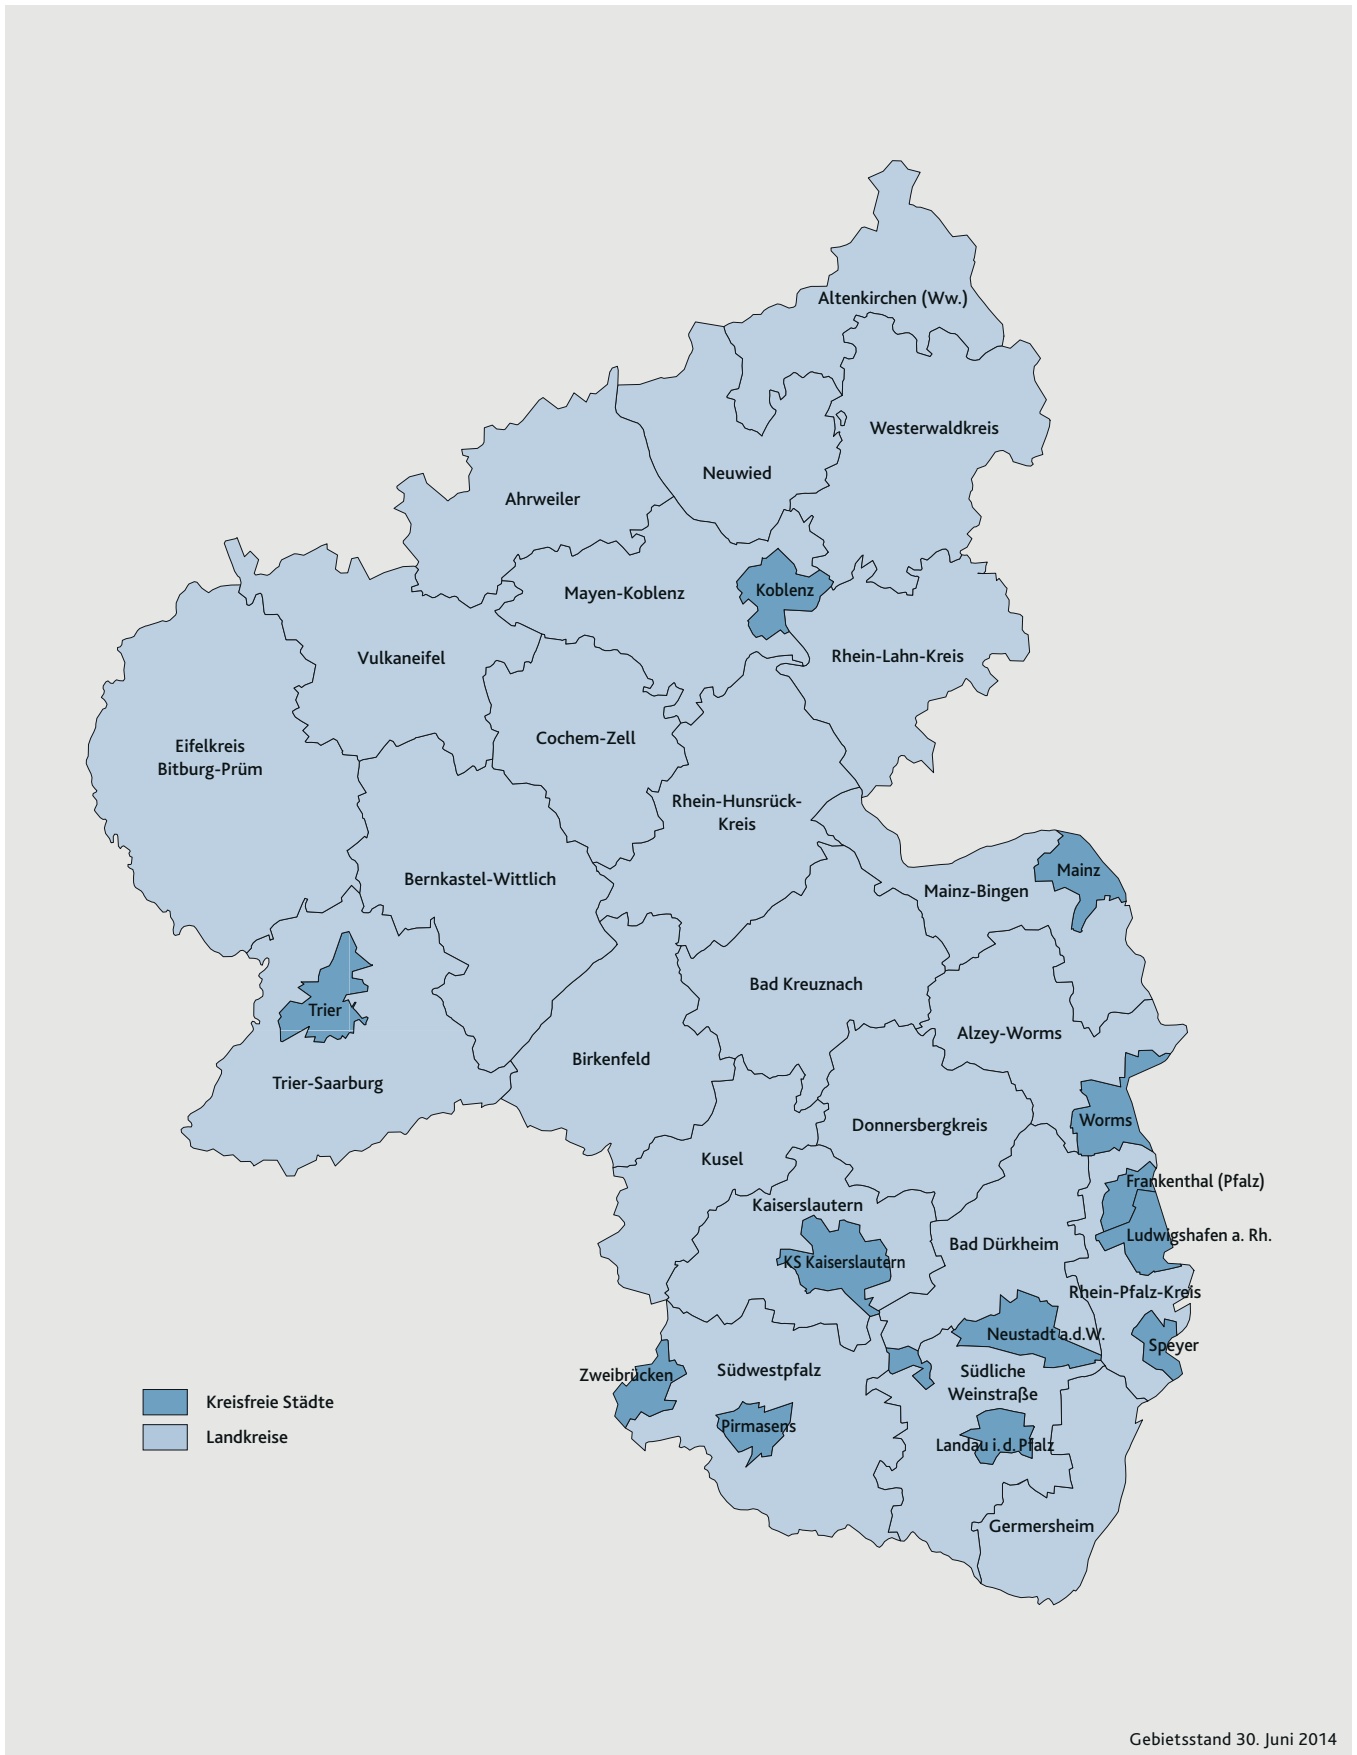 Altenkirchen (Ww.)
Westerwaldkreis
Neuwied
Ahrweiler
Koblenz
Mayen-Koblenz
Rhein-Lahn-Kreis
Vulkaneifel
Cochem-Zell
Eifelkreis
Bitburg-Prüm
Rhein-Hunsrück-
Kreis
Mainz
Bernkastel-Wittlich
Mainz-Bingen
Bad Kreuznach
Trier
Alzey-Worms
Birkenfeld
Trier-Saarburg
Worms
Donnersbergkreis
Kusel
Frankenthal (Pfalz)
Kaiserslautern
Ludwigshafen a. Rh.
Bad Dürkheim
KS Kaiserslautern
Rhein-Pfalz-Kreis
Neustadt a.d.W.
Speyer
Südwestpfalz
Südliche
Weinstraße
Zweibrücken
Kreisfreie Städte
Pirmasens
Landkreise
Landau i. d. Pfalz
Germersheim
Gebietsstand 30. Juni 2014